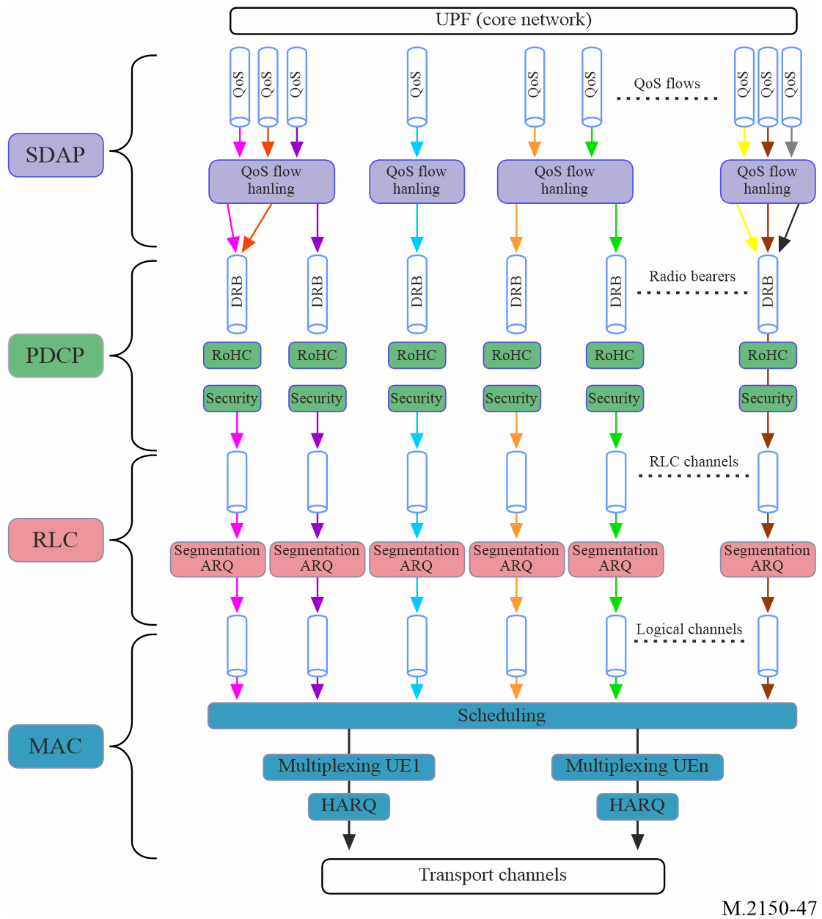 UPF (core network)
QoS QoS QoS QoS QoS QoS QoS flows QoS QoS QoS
SDAP
QoS flow
hanling
QoS flow
hanling
QoS flow
hanling
QoS flow
hanling
DRB DRB DRB DRB DRB Radio bearers DRB
PDCP
RoHC RoHC RoHC RoHC RoHC RoHC
Security Security Security Security Security Security
RLC channels
RLC
Segmentation
ARQ
Segmentation
ARQ
Segmentation
ARQ
Segmentation
ARQ
Segmentation
ARQ
Segmentation
ARQ
Logical channels
Scheduling
MAC
Multiplexing UE1 Multiplexing UEn
HARQ HARQ
Transport channels
M.2150-47